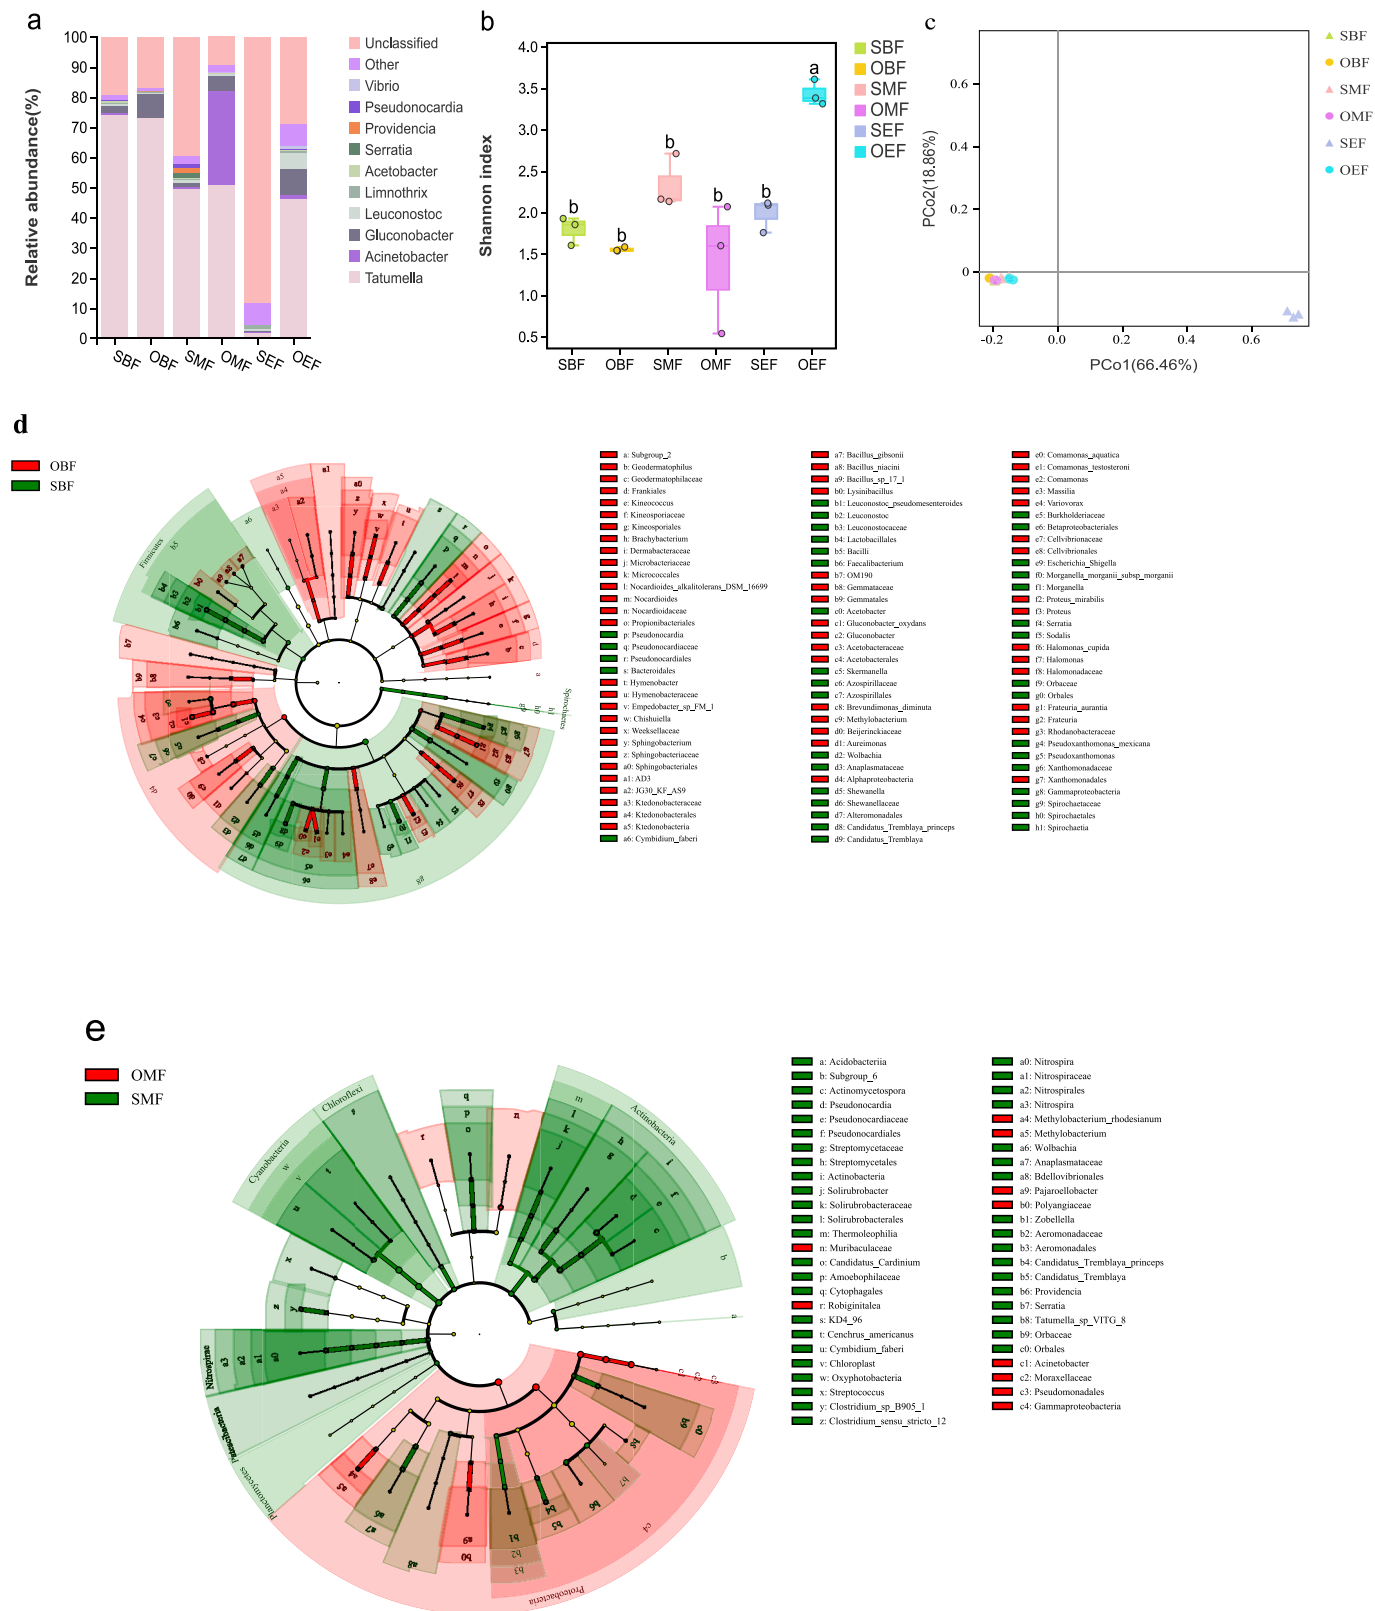 a
Relative abundance(%)
100
90
80
70
60
50
40
30
20
10
0
SBF OBF SMF OMF SEF OEF
Unclassified
Other
Vibrio
Pseudonocardia
Providencia
Serratia
Acetobacter
Limnothrix
Leuconostoc
Gluconobacter
Acinetobacter
Tatumella
b
Shannon index
4.0
3.5
3.0
2.5
2.0
1.5
1.0
0.5
b b b b b a
SBF OBF SMF OMF SEF OEF
SBF
OBF
SMF
OMF
SEF
OEF
c
PCo2(18.86%)
0.6
0.4
0.2
0
-0.2 0.0 0.2 0.4 0.6
PCo1(66.46%)
SBF
OBF
SMF
OMF
SEF
OEF
d
OBF
SBF
Firmicutes
Spirochaetes
a: Subgroup_2
b: Geodermatophilus
c: Geodermatophilaceae
d: Frankiales
e: Kineococcus
f: Kineosporiaceae
g: Kineosporiales
h: Brachybacterium
i: Dermabacteraceae
j: Microbacteriaceae
k: Micrococcales
l: Nocardioides_alkalitolerans_DSM_16699
m: Nocardioides
n: Nocardioidaceae
o: Propionibacteriales
p: Pseudonocardia
q: Pseudonocardiaceae
r: Pseudonocardiales
s: Bacteroidales
t: Hymenobacter
u: Hymenobacteraceae
v: Empedobacter_sp_FM_1
w: Chishuiella
x: Weeksellaceae
y: Sphingobacterium
z: Sphingobacteriaceae
a0: Sphingobacteriales
a1: AD3
a2: JG30_KF_AS9
a3: Ktedonobacteraceae
a4: Ktedonobacterales
a5: Ktedonobacteria
a6: Cymbidium_faberi
a7: Bacillus_gibsonii
a8: Bacillus_niacini
a9: Bacillus_sp_17_1
b0: Lysinibacillus
b1: Leuconostoc_pseudomesenteroides
b2: Leuconostoc
b3: Leuconostocaceae
b4: Lactobacillales
b5: Bacilli
b6: Faecalibacterium
b7: OM190
b8: Gemmataceae
b9: Gemmatales
c0: Acetobacter
c1: Gluconobacter_oxydans
c2: Gluconobacter
c3: Acetobacteraceae
c4: Acetobacterales
c5: Skermanella
c6: Azospirillaceae
c7: Azospirillales
c8: Brevundimonas_diminuta
c9: Methylobacterium
d0: Beijerinckiaceae
d1: Aureimonas
d2: Wolbachia
d3: Anaplasmataceae
d4: Alphaproteobacteria
d5: Shewanella
d6: Shewanellaceae
d7: Alteromonadales
d8: Candidatus_Tremblaya_princeps
d9: Candidatus_Tremblaya
e0: Comamonas_aquatica
e1: Comamonas_testosteroni
e2: Comamonas
e3: Massilia
e4: Variovorax
e5: Burkholderiaceae
e6: Betaproteobacteriales
e7: Cellvibrionaceae
e8: Cellvibrionales
e9: Escherichia_Shigella
f0: Morganella_morganii_subsp_morganii
f1: Morganella
f2: Proteus_mirabilis
f3: Proteus
f4: Serratia
f5: Sodalis
f6: Halomonas_cupida
f7: Halomonas
f8: Halomonadaceae
f9: Orbaceae
g0: Orbales
g1: Frateuria_aurantia
g2: Frateuria
g3: Rhodanobacteraceae
g4: Pseudoxanthomonas_mexicana
g5: Pseudoxanthomonas
g6: Xanthomonadaceae
g7: Xanthomonadales
g8: Gammaproteobacteria
g9: Spirochaetaceae
h0: Spirochaetales
h1: Spirochaetia
e
OMF
SMF
Chloroflexi
Cyanobacteria
Actinobacteria
Nitrospirae
Patescibacteria
Planctomycetes
Proteobacteria
a: Acidobacteriia
b: Subgroup_6
c: Actinomycetospora
d: Pseudonocardia
e: Pseudonocardiaceae
f: Pseudonocardiales
g: Streptomycetaceae
h: Streptomycetales
i: Actinobacteria
j: Solirubrobacter
k: Solirubrobacteraceae
l: Solirubrobacterales
m: Thermoleophilia
n: Muribaculaceae
o: Candidatus_Cardinium
p: Amoebophilaceae
q: Cytophagales
r: Robiginitalea
s: KD4_96
t: Cenchrus_americanus
u: Cymbidium_faberi
v: Chloroplast
w: Oxyphotobacteria
x: Streptococcus
y: Clostridium_sp_B905_1
z: Clostridium_sensu_stricto_12
a0: Nitrospira
a1: Nitrospiraceae
a2: Nitrospirales
a3: Nitrospira
a4: Methylobacterium_rhodesianum
a5: Methylobacterium
a6: Wolbachia
a7: Anaplasmataceae
a8: Bdellovibrionales
a9: Pajaroellobacter
b0: Polyangiaceae
b1: Zobellella
b2: Aeromonadaceae
b3: Aeromonadales
b4: Candidatus_Tremblaya_princeps
b5: Candidatus_Tremblaya
b6: Providencia
b7: Serratia
b8: Tatumella_sp_VITG_8
b9: Orbaceae
c0: Orbales
c1: Acinetobacter
c2: Moraxellaceae
c3: Pseudomonadales
c4: Gammaproteobacteria